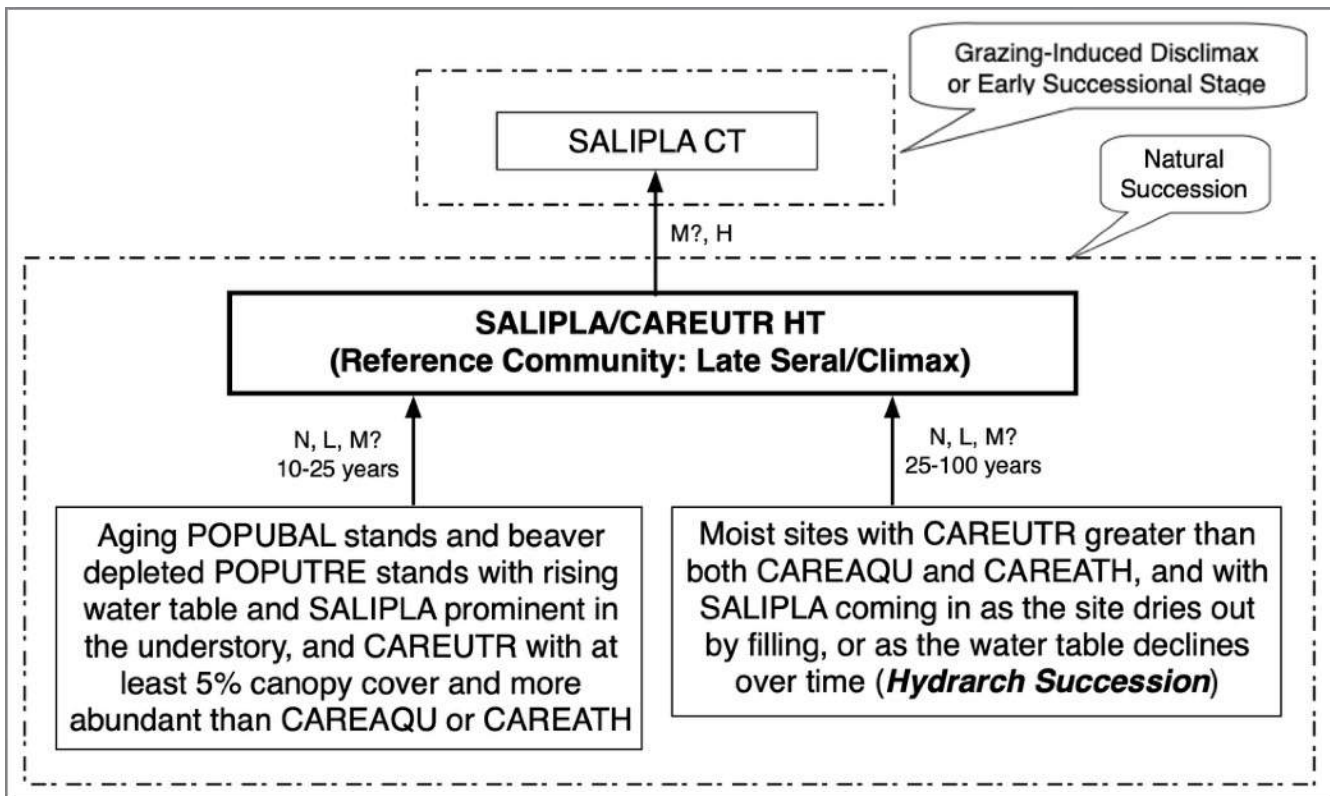 Grazing-Induced Disclimax
or Early Successional Stage
SALIPLA CT
Natural
Succession
M?, H
SALIPLA/CAREUTR HT
(Reference Community: Late Seral/Climax)
N, L, M?
10-25 years
N, L, M?
25-100 years
Aging POPUBAL stands and beaver
depleted POPUTRE stands with rising
water table and SALIPLA prominent in
the understory, and CAREUTR with at
least 5% canopy cover and more
abundant than CAREAQU or CAREATH
Moist sites with CAREUTR greater than
both CAREAQU and CAREATH, and with
SALIPLA coming in as the site dries out
by filling, or as the water table declines
over time (Hydrarch Succession)